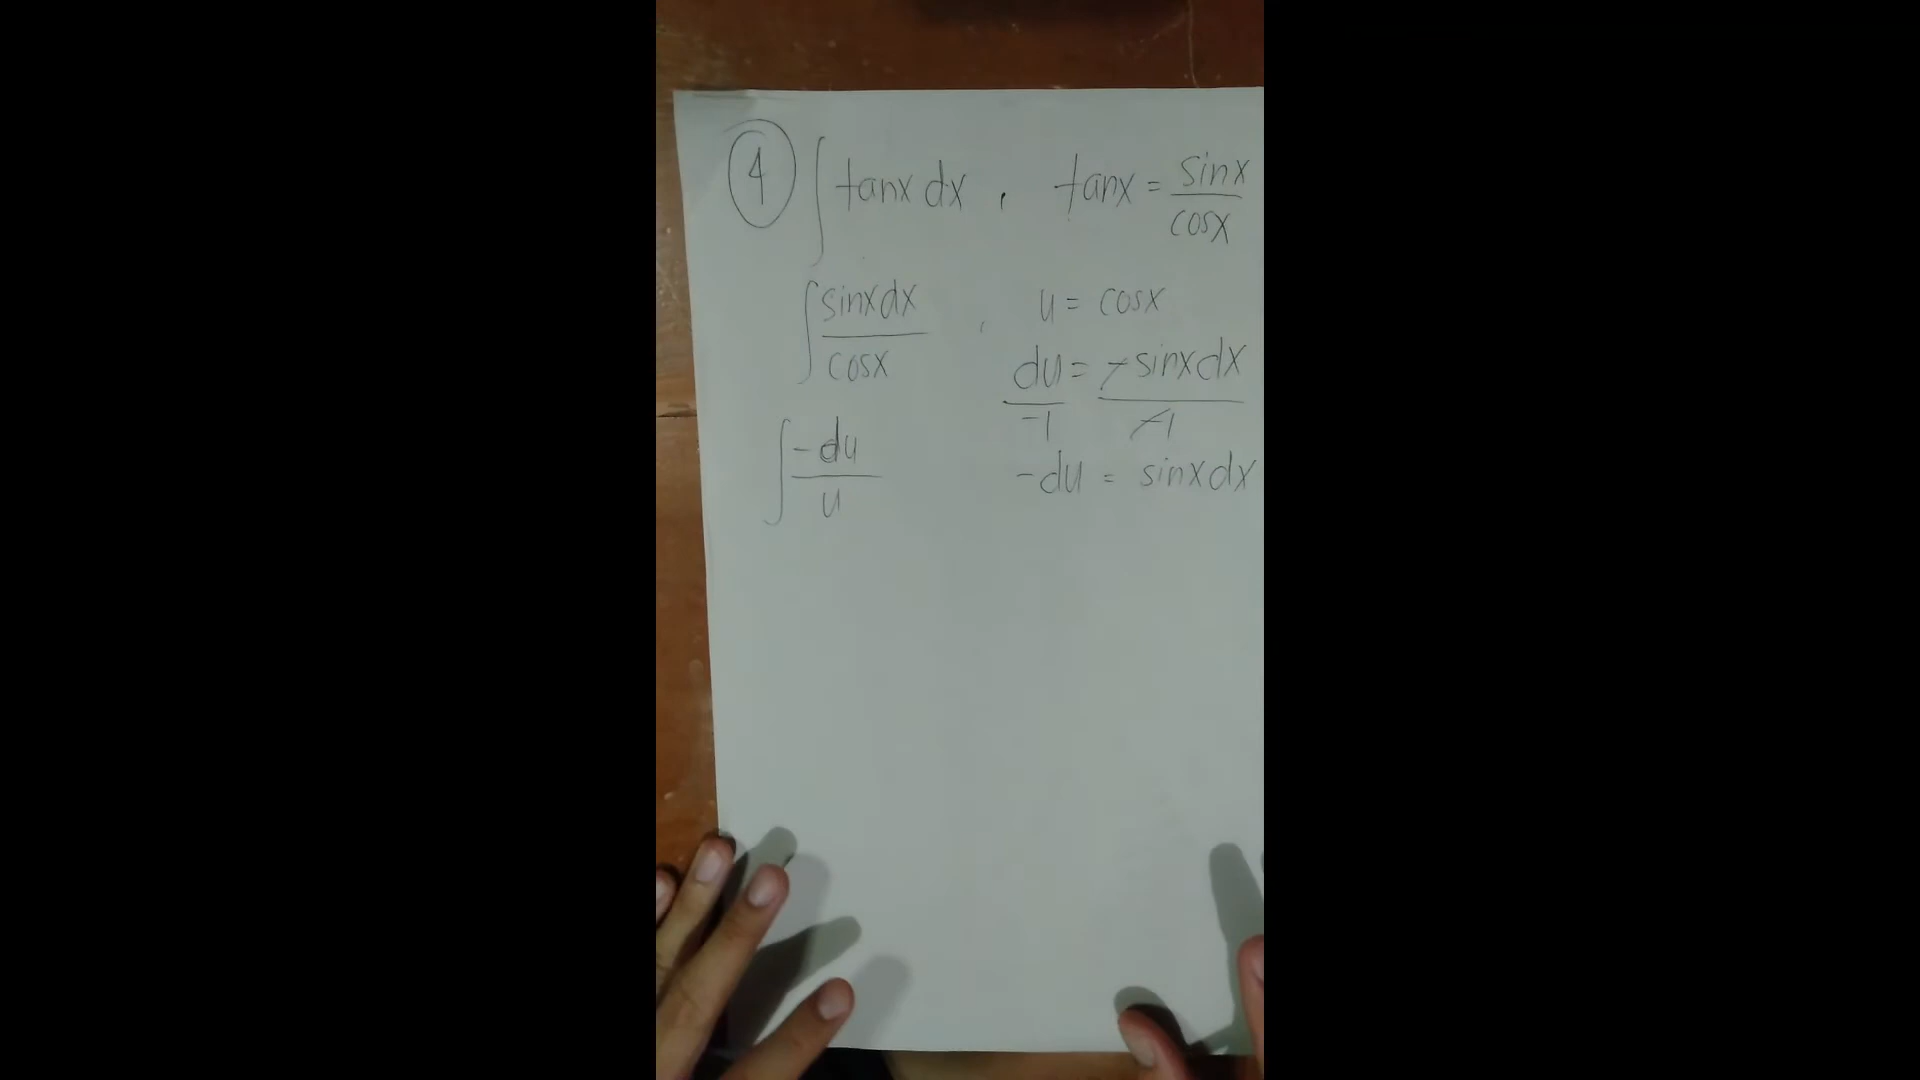 ④ ∫ tanx dx , tanx = sinx/cosx
∫ sinxdx/cosx , u = cosx
du/-1 = -sinxdx/-1
∫ -du/u -du = sinxdx